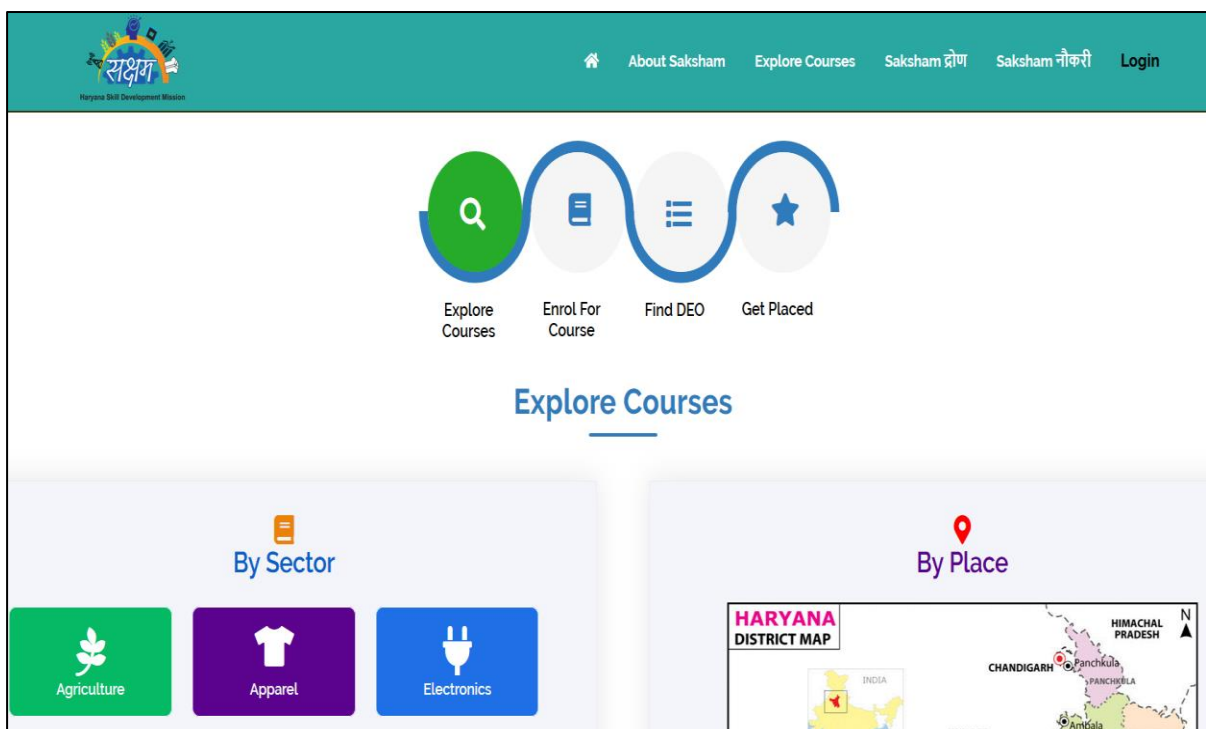 सक्षम
Haryana Skill Development Mission
About Saksham
Explore Courses
Saksham द्रोण
Saksham नौकरी
Login
Explore
Courses
Enrol For
Course
Find DEO
Get Placed
Explore Courses
By Sector
Agriculture
Apparel
Electronics
By Place
HARYANA
DISTRICT MAP
INDIA
HIMACHAL
PRADESH
N
CHANDIGARH
Panchkula
PANCHKULA
Ambala